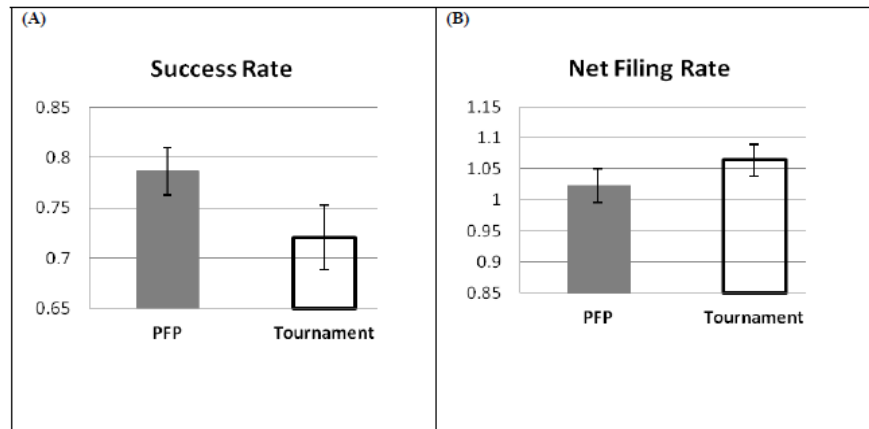 (A)
Success Rate
0.85
0.8
0.75
0.7
0.65
PFP Tournament
(B)
Net Filing Rate
1.15
1.1
1.05
1
0.95
0.9
0.85
PFP Tournament